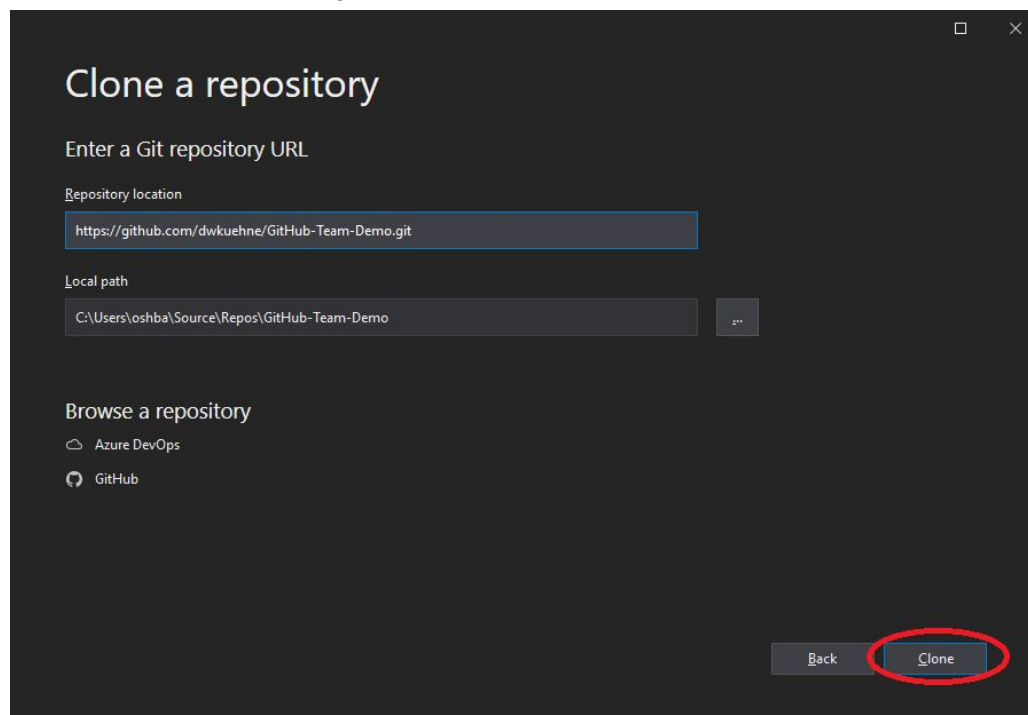 Clone a repository
Enter a Git repository URL
Repository location
https://github.com/dwkuehne/GitHub-Team-Demo.git
Local path
C:\Users\oshba\Source\Repos\GitHub-Team-Demo
...
Browse a repository
Azure DevOps
GitHub
Back
Clone